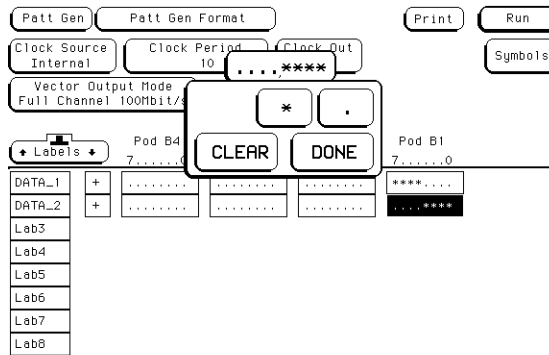 Patt Gen Patt Gen Format Print Run
Clock Source Clock Period Clock Out Symbols
Internal 10
....****
Vector Output Mode
Full Channel 100Mbit/s
* .
CLEAR DONE
Labels Pod B4 Pod B1
7......0 7......0
DATA_1 + ........ ........ ........ ****....
DATA_2 + ........ ........ ........ ....****
Lab3
Lab4
Lab5
Lab6
Lab7
Lab8